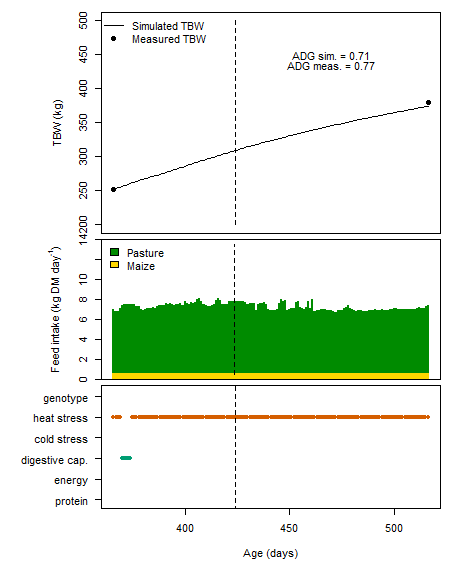 500
Simulated TBW
Measured TBW
450
ADG sim. = 0.71
ADG meas. = 0.77
400
TBW (kg)
350
300
250
200
14
14
Pasture
Maize
10
8
Feed intake (kg DM day-1)
6
4
2
0
genotype
heat stress
cold stress
digestive cap.
energy
protein
400 450 500
Age (days)